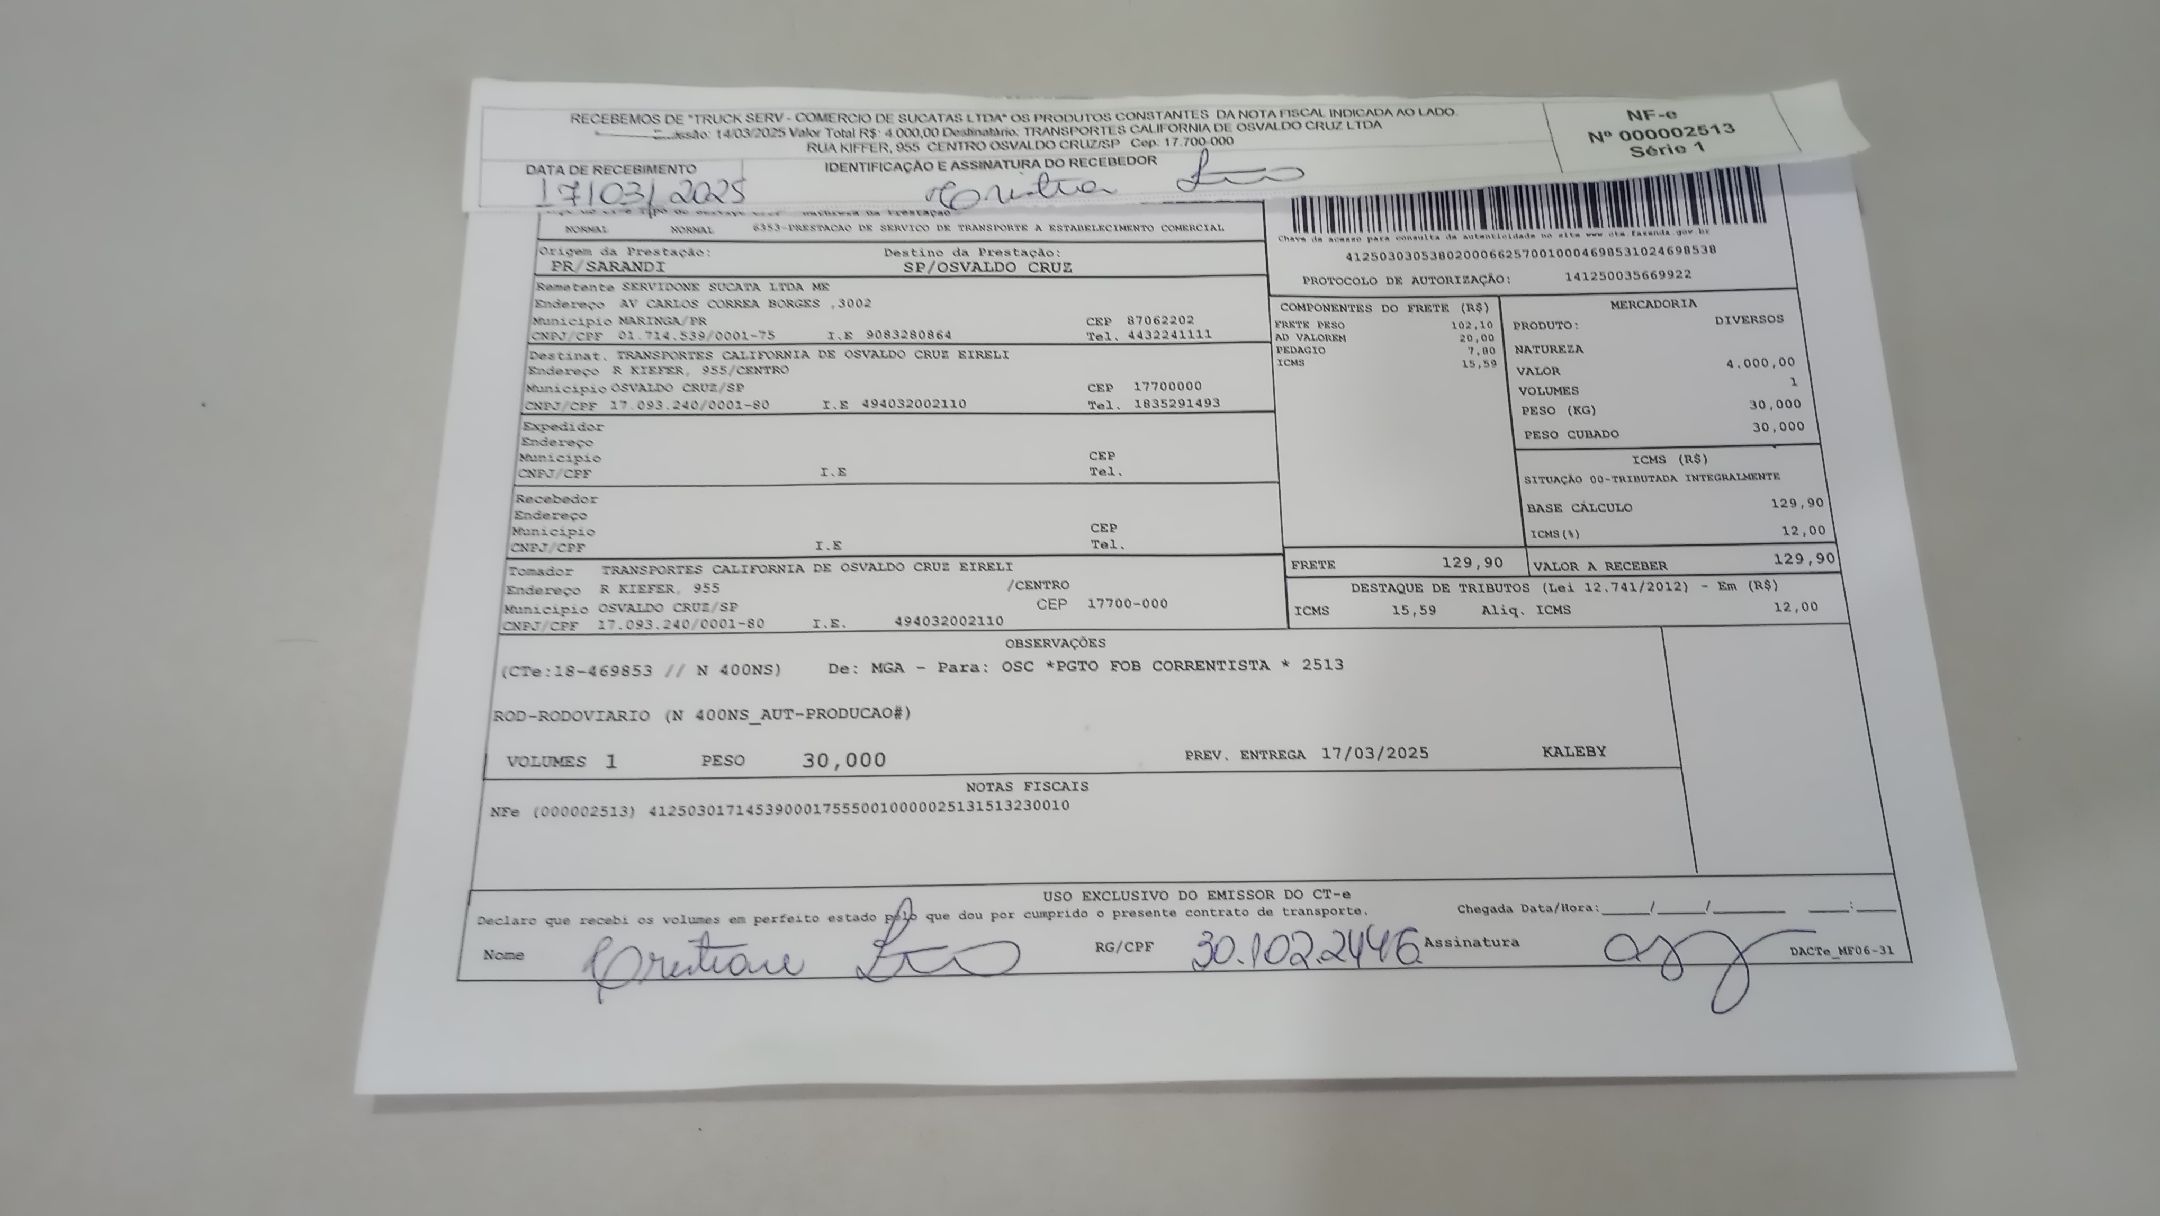 RECEBEMOS DE "TRUCK SERV - COMERCIO DE SUCATAS LTDA" OS PRODUTOS CONSTANTES DA NOTA FISCAL INDICADA AO LADO.
14/03/2025 Valor Total R$: 4.000,00 Destinatário: TRANSPORTES CALIFORNIA DE OSVALDO CRUZ LTDA
RUA KIFFER, 955 CENTRO OSVALDO CRUZ/SP Cep: 17.700-000
NF-e
Nº 000002513
Série 1
DATA DE RECEBIMENTO
IDENTIFICAÇÃO E ASSINATURA DO RECEBEDOR
17/03/2025
NORMAL NORMAL 6353-PRESTACAO DE SERVICO DE TRANSPORTE A ESTABELECIMENTO COMERCIAL
Origem da Prestação: Destino da Prestação:
PR/SARANDI SP/OSVALDO CRUZ
Chave de acesso para consulta de autenticidade no site www.cte.fazenda.gov.br
41250303053802000662570010004698531024698538
PROTOCOLO DE AUTORIZAÇÃO: 141250035669922
Remetente SERVIDONE SUCATA LTDA ME
Endereço AV CARLOS CORREA BORGES ,3002
Município MARINGA/PR CEP 87062202
CNPJ/CPF 01.714.539/0001-75 I.E 9083280864 Tel. 4432241111
Destinat. TRANSPORTES CALIFORNIA DE OSVALDO CRUZ EIRELI
Endereço R KIEFER, 955/CENTRO
Município OSVALDO CRUZ/SP CEP 17700000
CNPJ/CPF 17.093.240/0001-80 I.E 494032002110 Tel. 1835291493
Expedidor
Endereço
Município CEP
CNPJ/CPF I.E Tel.
Recebedor
Endereço
Município CEP
CNPJ/CPF I.E Tel.
Tomador TRANSPORTES CALIFORNIA DE OSVALDO CRUZ EIRELI
Endereço R KIEFER, 955 /CENTRO
Município OSVALDO CRUZ/SP CEP 17700-000
CNPJ/CPF 17.093.240/0001-80 I.E. 494032002110
COMPONENTES DO FRETE (R$)
FRETE PESO 102,10
AD VALOREM 20,00
PEDAGIO 7,80
ICMS 15,59
MERCADORIA
PRODUTO: DIVERSOS
NATUREZA
VALOR 4.000,00
VOLUMES 1
PESO (KG) 30,000
PESO CUBADO 30,000
ICMS (R$)
SITUAÇÃO 00-TRIBUTADA INTEGRALMENTE
BASE CÁLCULO 129,90
ICMS(%) 12,00
FRETE 129,90 VALOR A RECEBER 129,90
DESTAQUE DE TRIBUTOS (Lei 12.741/2012) - Em (R$)
ICMS 15,59 Aliq. ICMS 12,00
OBSERVAÇÕES
(CTe:18-469853 // N 400NS) De: MGA - Para: OSC *PGTO FOB CORRENTISTA * 2513
ROD-RODOVIARIO (N 400NS_AUT-PRODUCAO#)
VOLUMES 1 PESO 30,000 PREV. ENTREGA 17/03/2025 KALEBY
NOTAS FISCAIS
NFe (000002513) 41250301714539000175550010000025131513230010
USO EXCLUSIVO DO EMISSOR DO CT-e
Declaro que recebi os volumes em perfeito estado pelo que dou por cumprido o presente contrato de transporte.
Chegada Data/Hora:____/____/______ ____:____
Nome Cristiane RG/CPF 30.102.2446 Assinatura
DACTe_MF06-31